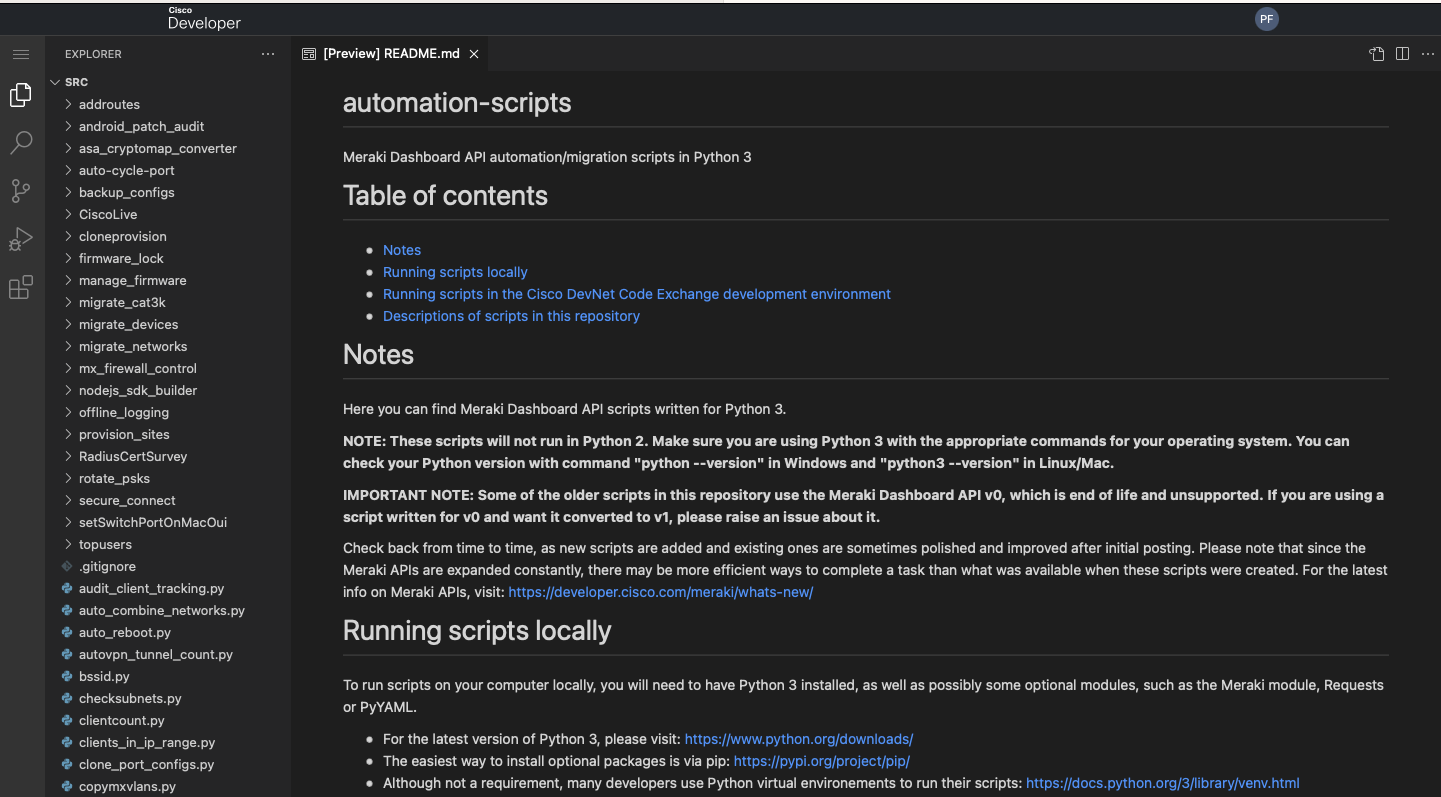 Cisco
Developer
PF
EXPLORER
SRC
addroutes
android_patch_audit
asa_cryptomap_converter
auto-cycle-port
backup_configs
CiscoLive
cloneprovision
firmware_lock
manage_firmware
migrate_cat3k
migrate_devices
migrate_networks
mx_firewall_control
nodejs_sdk_builder
offline_logging
provision_sites
RadiusCertSurvey
rotate_psks
secure_connect
setSwitchPortOnMacOui
topusers
.gitignore
audit_client_tracking.py
auto_combine_networks.py
auto_reboot.py
autovpn_tunnel_count.py
bssid.py
checksubnets.py
clientcount.py
clients_in_ip_range.py
clone_port_configs.py
copymxvlans.py
[Preview] README.md
automation-scripts
Meraki Dashboard API automation/migration scripts in Python 3
Table of contents
• Notes
• Running scripts locally
• Running scripts in the Cisco DevNet Code Exchange development environment
• Descriptions of scripts in this repository
Notes
Here you can find Meraki Dashboard API scripts written for Python 3.
NOTE: These scripts will not run in Python 2. Make sure you are using Python 3 with the appropriate commands for your operating system. You can
check your Python version with command "python --version" in Windows and "python3 --version" in Linux/Mac.
IMPORTANT NOTE: Some of the older scripts in this repository use the Meraki Dashboard API v0, which is end of life and unsupported. If you are using a
script written for v0 and want it converted to v1, please raise an issue about it.
Check back from time to time, as new scripts are added and existing ones are sometimes polished and improved after initial posting. Please note that since the
Meraki APIs are expanded constantly, there may be more efficient ways to complete a task than what was available when these scripts were created. For the latest
info on Meraki APIs, visit: https://developer.cisco.com/meraki/whats-new/
Running scripts locally
To run scripts on your computer locally, you will need to have Python 3 installed, as well as possibly some optional modules, such as the Meraki module, Requests
or PyYAML.
• For the latest version of Python 3, please visit: https://www.python.org/downloads/
• The easiest way to install optional packages is via pip: https://pypi.org/project/pip/
• Although not a requirement, many developers use Python virtual environements to run their scripts: https://docs.python.org/3/library/venv.html